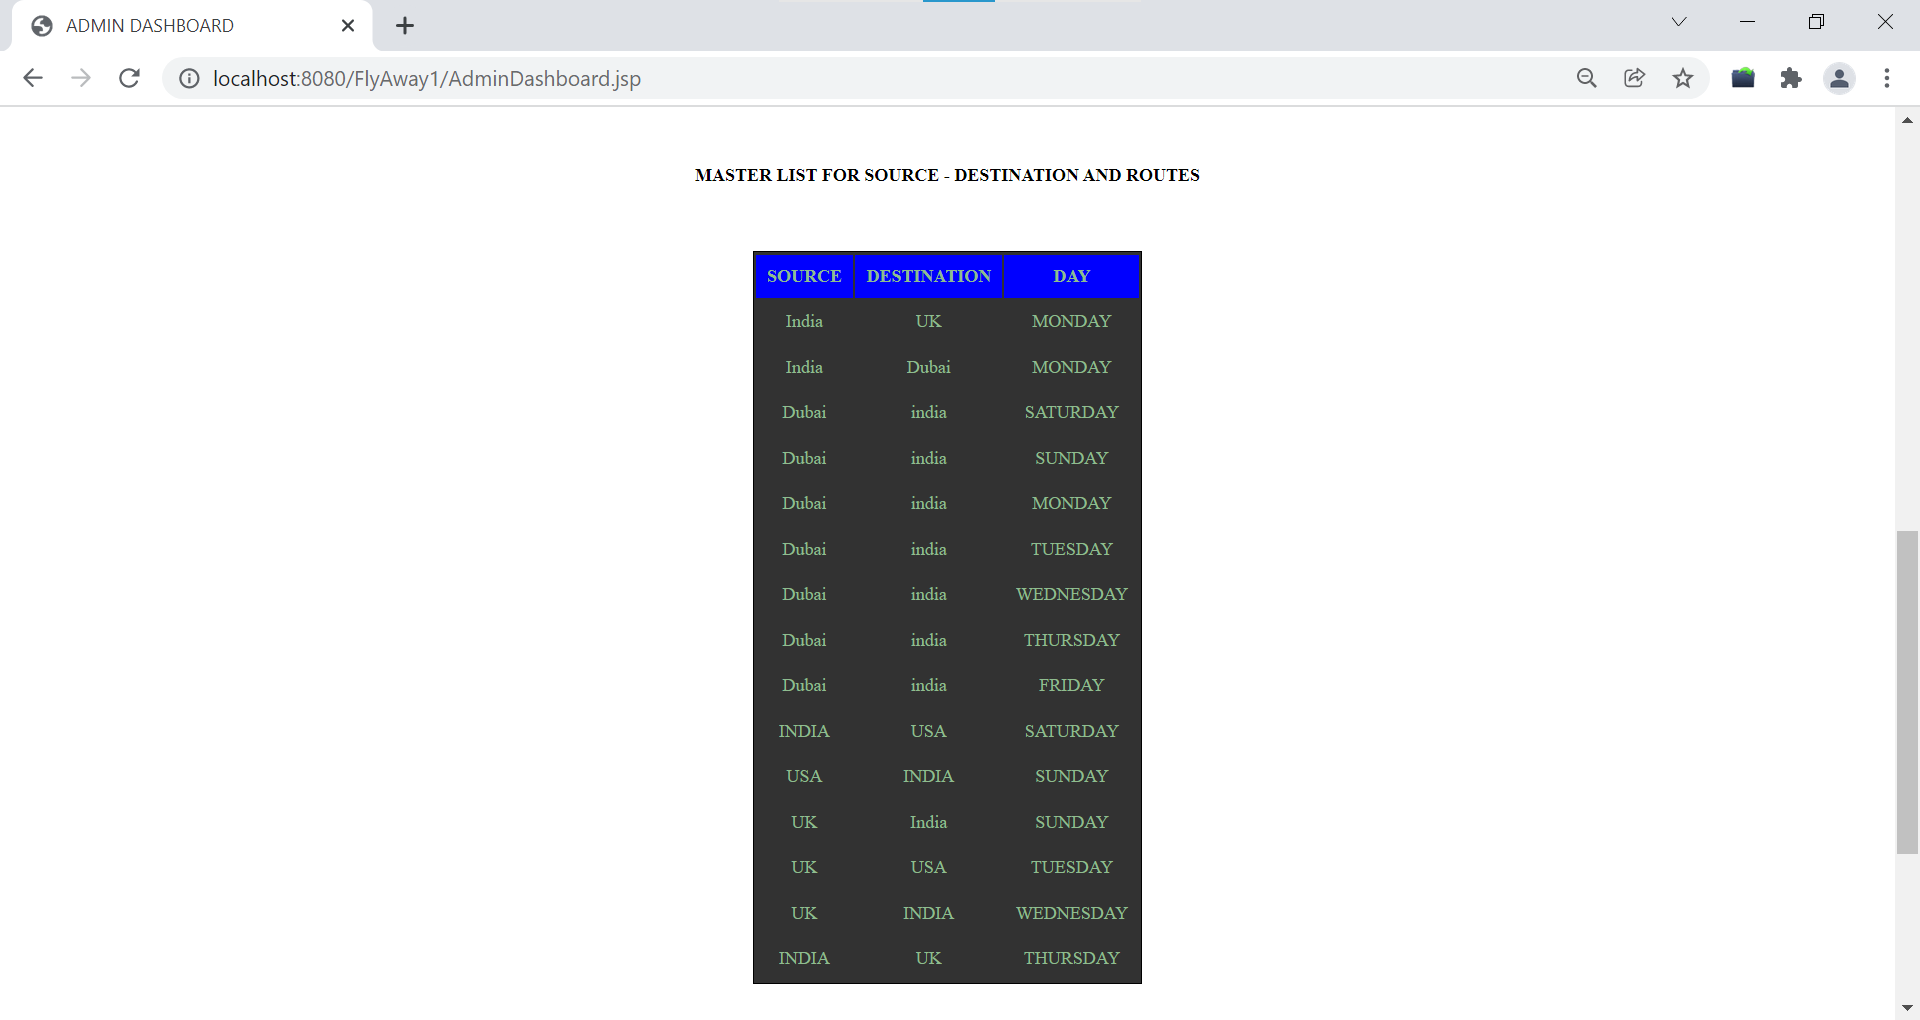 ADMIN DASHBOARD
localhost:8080/FlyAway1/AdminDashboard.jsp
MASTER LIST FOR SOURCE - DESTINATION AND ROUTES
SOURCE DESTINATION DAY
India UK MONDAY
India Dubai MONDAY
Dubai india SATURDAY
Dubai india SUNDAY
Dubai india MONDAY
Dubai india TUESDAY
Dubai india WEDNESDAY
Dubai india THURSDAY
Dubai india FRIDAY
INDIA USA SATURDAY
USA INDIA SUNDAY
UK India SUNDAY
UK USA TUESDAY
UK INDIA WEDNESDAY
INDIA UK THURSDAY